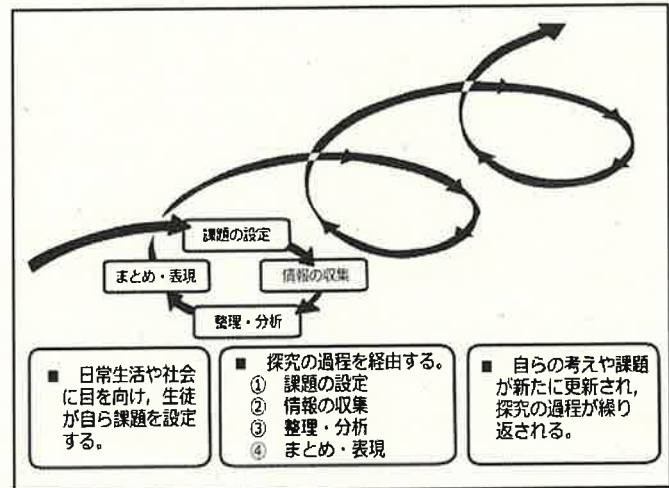 課題の設定
まとめ・表現
情報の収集
整理・分析
■ 日常生活や社会
に目を向け,生徒
が自ら課題を設定
する。
■ 探究の過程を経由する。
① 課題の設定
② 情報の収集
③ 整理・分析
④ まとめ・表現
■ 自らの考えや課題
が新たに更新され,
探究の過程が繰り
返される。